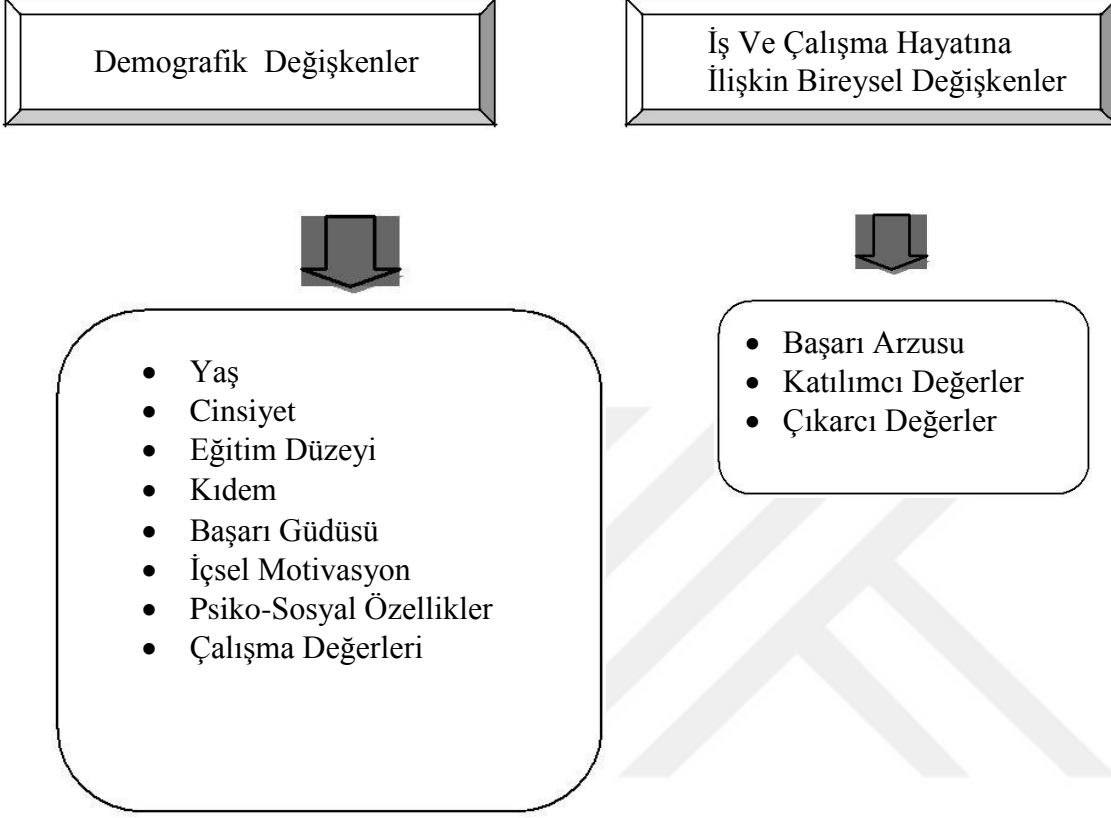 Demografik Değişkenler
İş Ve Çalışma Hayatına
İlişkin Bireysel Değişkenler
• Yaş
• Cinsiyet
• Eğitim Düzeyi
• Kıdem
• Başarı Güdüsü
• İçsel Motivasyon
• Psiko-Sosyal Özellikler
• Çalışma Değerleri
• Başarı Arzusu
• Katılımcı Değerler
• Çıkarcı Değerler